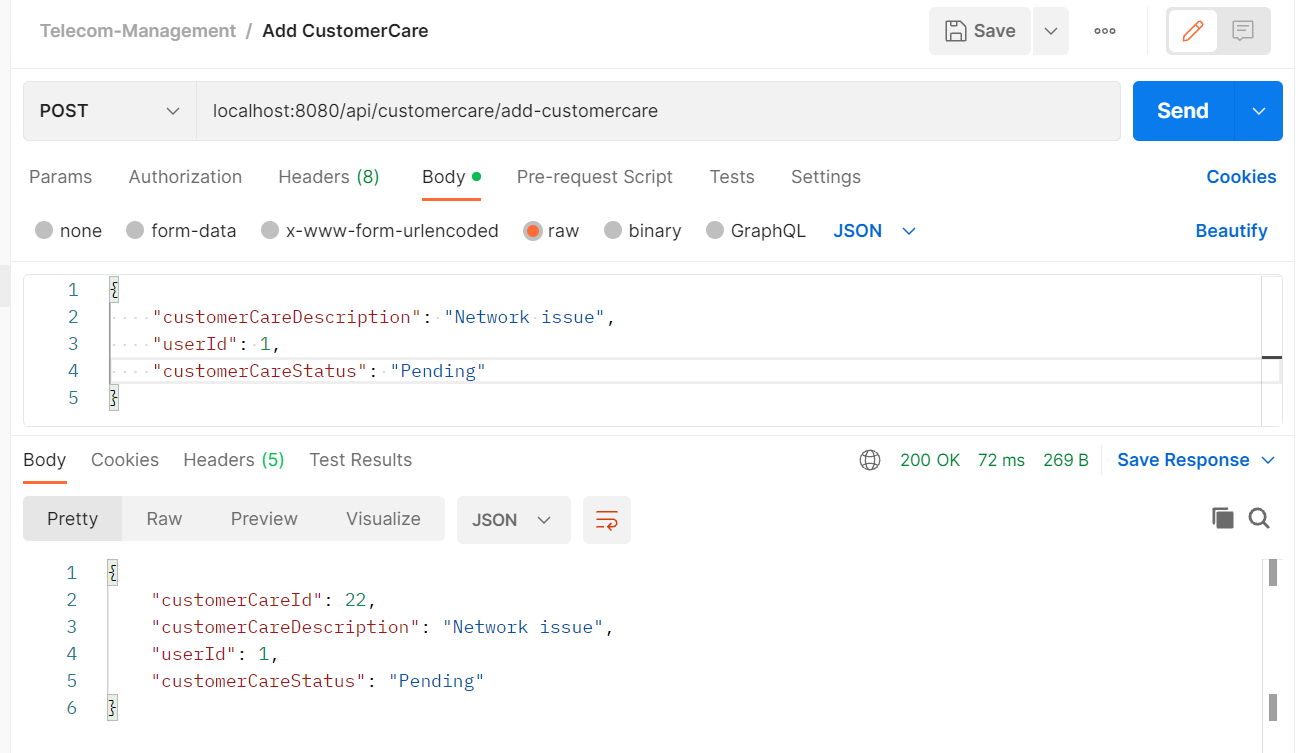 Telecom-Management / Add CustomerCare
Save
POST
localhost:8080/api/customercare/add-customercare
Send
Params Authorization Headers (8) Body Pre-request Script Tests Settings Cookies
none form-data x-www-form-urlencoded raw binary GraphQL JSON Beautify
1 {
2 "customerCareDescription": "Network issue",
3 "userId": 1,
4 "customerCareStatus": "Pending"
5 }
Body Cookies Headers (5) Test Results 200 OK 72 ms 269 B Save Response
Pretty Raw Preview Visualize JSON
1 {
2 "customerCareId": 22,
3 "customerCareDescription": "Network issue",
4 "userId": 1,
5 "customerCareStatus": "Pending"
6 }